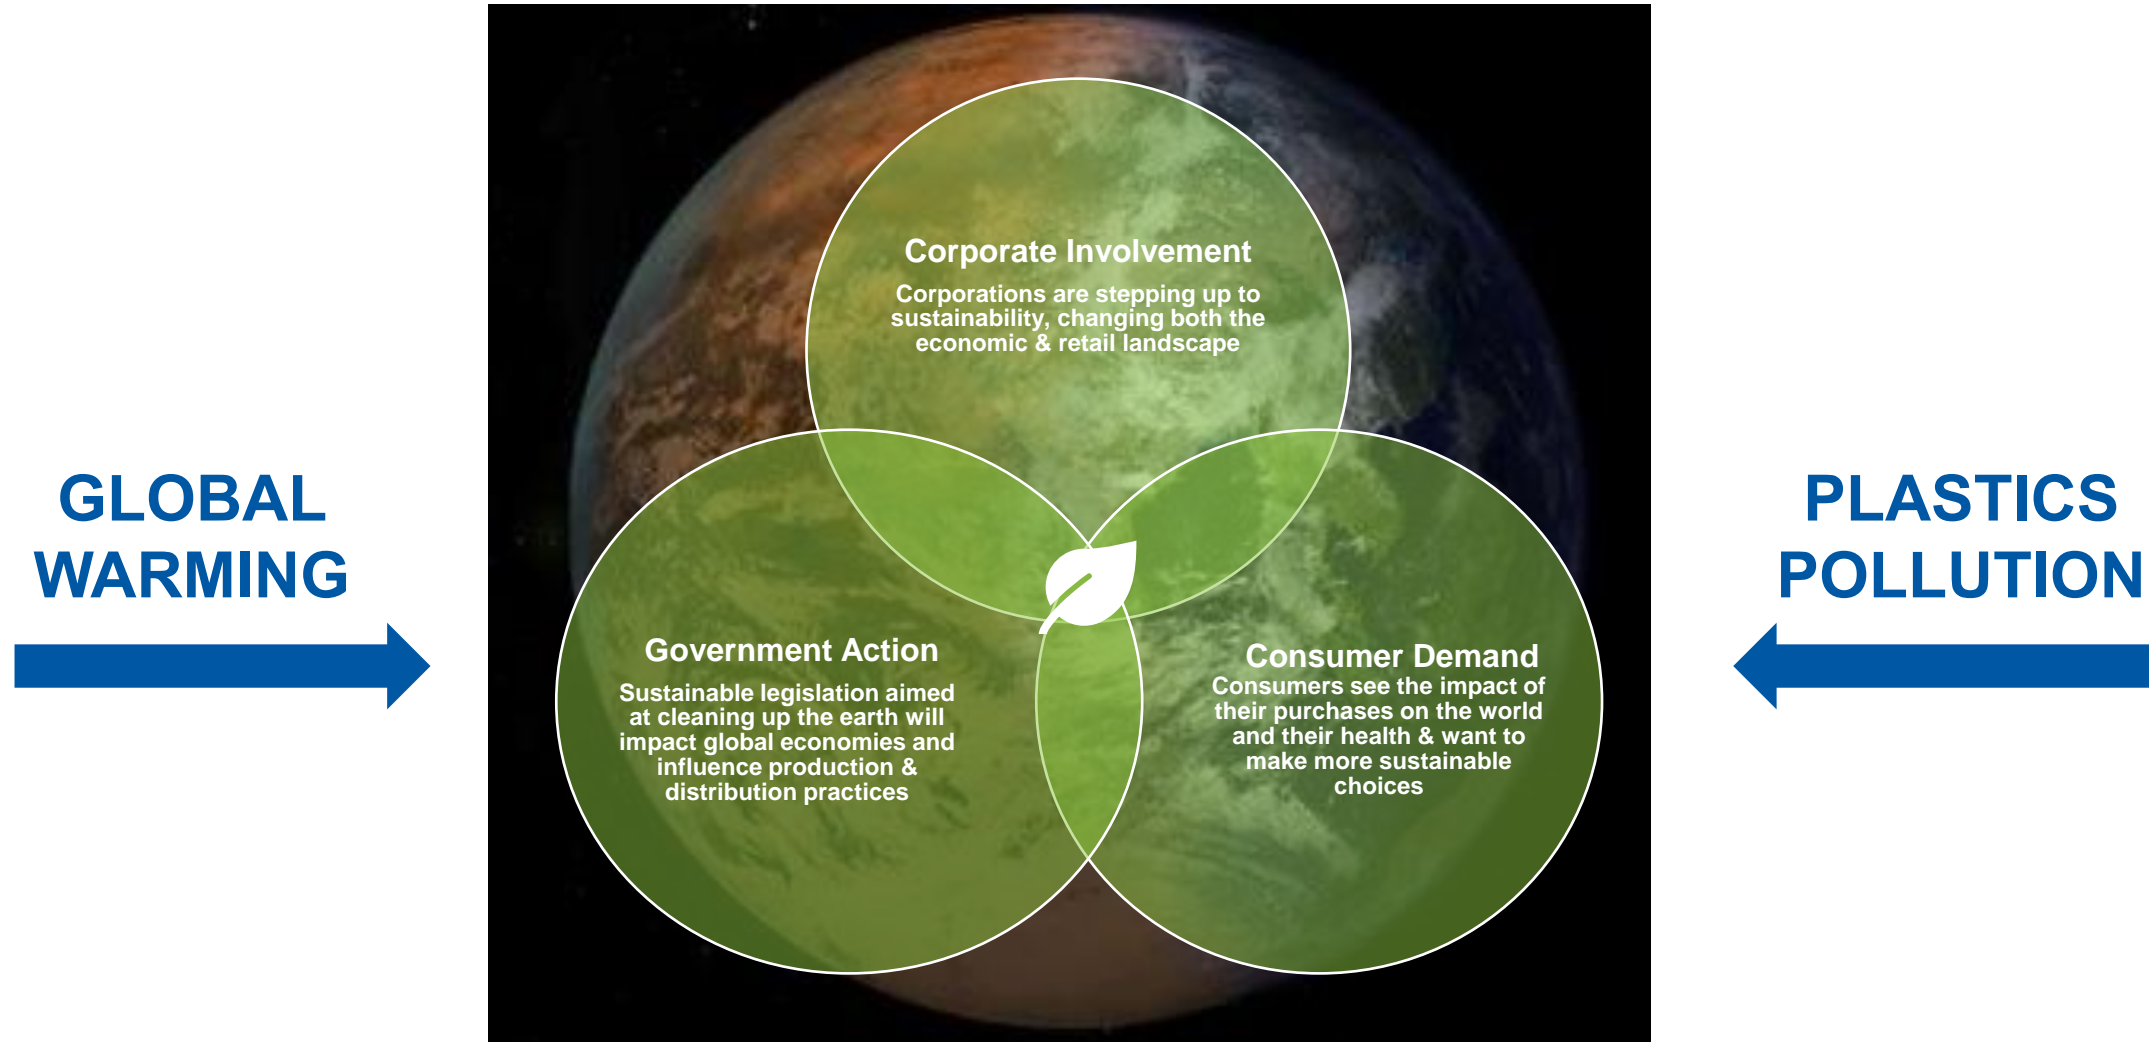 GLOBAL
WARMING
Corporate Involvement
Corporations are stepping up to
sustainability, changing both the
economic & retail landscape
Government Action
Sustainable legislation aimed
at cleaning up the earth will
impact global economies and
influence production &
distribution practices
Consumer Demand
Consumers see the impact of
their purchases on the world
and their health & want to
make more sustainable
choices
PLASTICS
POLLUTION